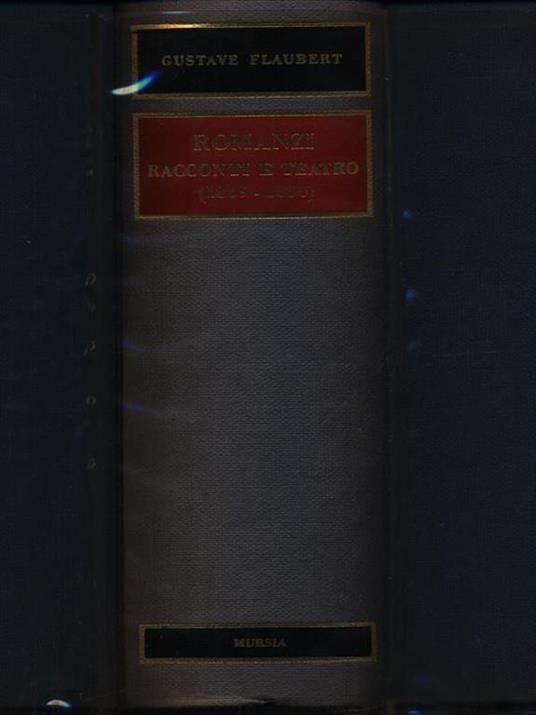 GUSTAVE FLAUBERT
ROMANZI
RACCONTI E TEATRO
MURSIA